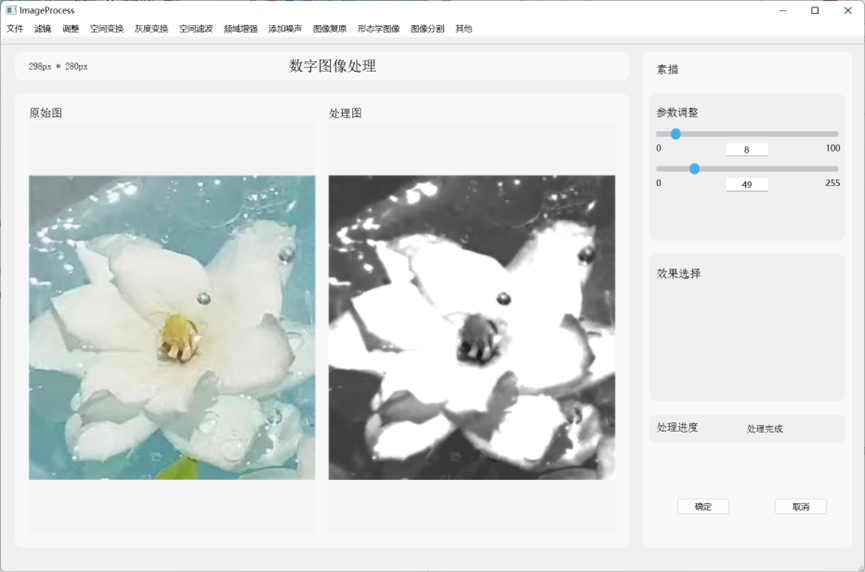 ImageProcess
文件 滤镜 调整 空间变换 灰度变换 空间滤波 频域增强 添加噪声 图像复原 形态学图像 图像分割 其他
298px * 280px
数字图像处理
原始图
处理图
素描
参数调整
0 8 100
0 49 255
效果选择
处理进度 处理完成
确定 取消